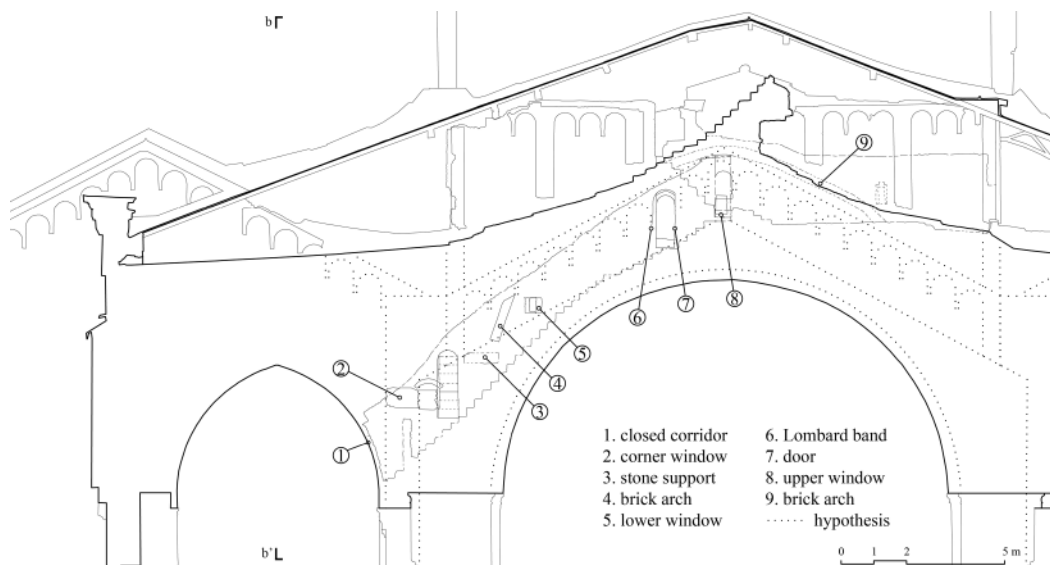 b
9
6
7
8
5
2
4
3
1
1. closed corridor
2. corner window
3. stone support
4. brick arch
5. lower window
6. Lombard band
7. door
8. upper window
9. brick arch
hypothesis
b'
0 1 2 5 m